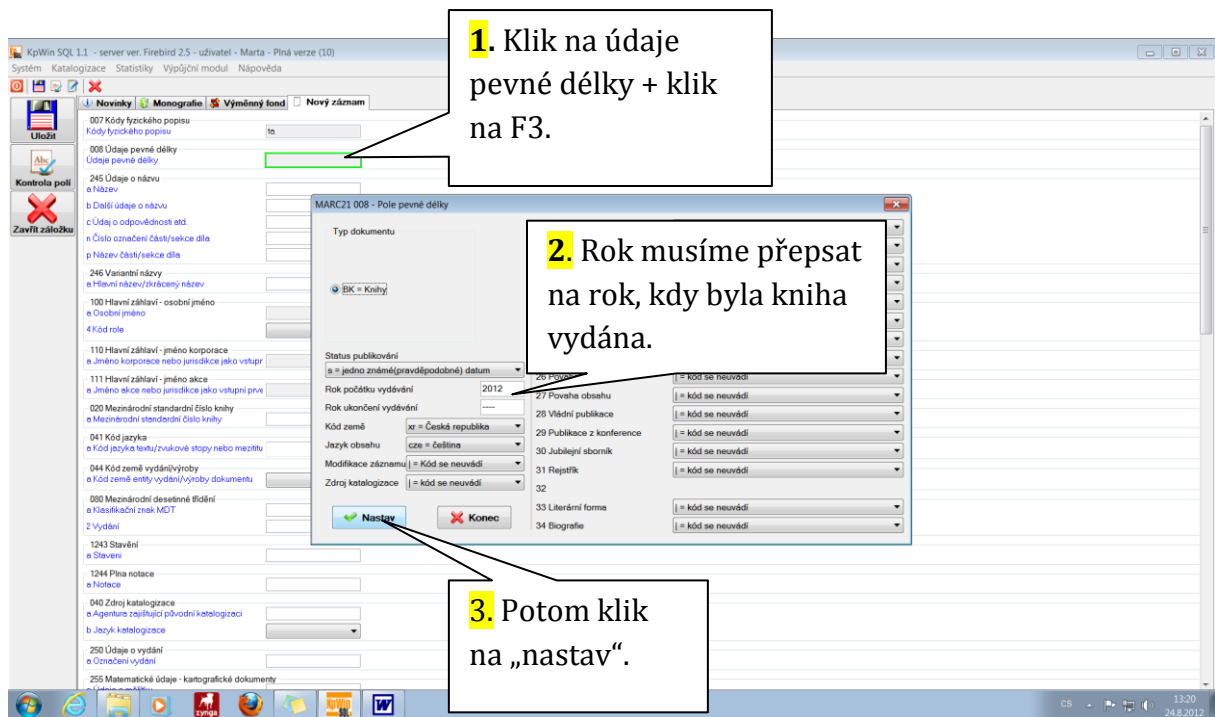 KpWin SQL 1.1 - server ver. Firebird 2.5 - uživatel - Marta - Plná verze (10)
Systém Katalogizace Statistiky Výpůjční modul Nápověda
Novinky Monografie Výměnný fond Nový záznam
Uložit
Kontrola polí
Zavřít záložku
007 Kódy fyzického popisu
Kódy fyzického popisu ta
008 Údaje pevné délky
Údaje pevné délky
245 Údaje o názvu
a Název
b Další údaje o názvu
c Údaj o odpovědnosti atd.
n Číslo označení části/sekce díla
p Název části/sekce díla
246 Variantní názvy
a Hlavní název/zkrácený název
100 Hlavní záhlaví - osobní jméno
a Osobní jméno
4 Kód role
110 Hlavní záhlaví - jméno korporace
a Jméno korporace nebo jurisdikce jako vstupr
111 Hlavní záhlaví - jméno akce
a Jméno akce nebo jurisdikce jako vstupní prve
020 Mezinárodní standardní číslo knihy
a Mezinárodní standardní číslo knihy
041 Kód jazyka
a Kód jazyka textu/zvukové stopy nebo mezititu
044 Kód země vydání/výroby
a Kód země entity vydání/výroby dokumentu
080 Mezinárodní desetinné třídění
a Klasifikační znak MDT
2 Vydání
1243 Stavění
a Staveni
1244 Plna notace
a Notace
040 Zdroj katalogizace
a Agentura zajišťující původní katalogizaci
b Jazyk katalogizace
250 Údaje o vydání
a Označení vydání
255 Matematické údaje - kartografické dokumenty
a Údaje o měřítku
1. Klik na údaje
pevné délky + klik
na F3.
MARC21 008 - Pole pevné délky
Typ dokumentu
BK = Knihy
Status publikování
s = jedno známé(pravděpodobné) datum
Rok počátku vydávání 2012
Rok ukončení vydávání ----
Kód země xr = Česká republika
Jazyk obsahu cze = čeština
Modifikace záznamu | = Kód se neuvádí
Zdroj katalogizace | = kód se neuvádí
Nastav Konec
2. Rok musíme přepsat
na rok, kdy byla kniha
vydána.
26 Povaha | = kód se neuvádí
27 Povaha obsahu | = kód se neuvádí
28 Vládní publikace | = kód se neuvádí
29 Publikace z konference | = kód se neuvádí
30 Jubilejní sborník | = kód se neuvádí
31 Rejstřík | = kód se neuvádí
32
33 Literární forma | = kód se neuvádí
34 Biografie | = kód se neuvádí
3. Potom klik
na „nastav“.
zynga
KpWin
SQL
W
CS
13:20
24.8.2012